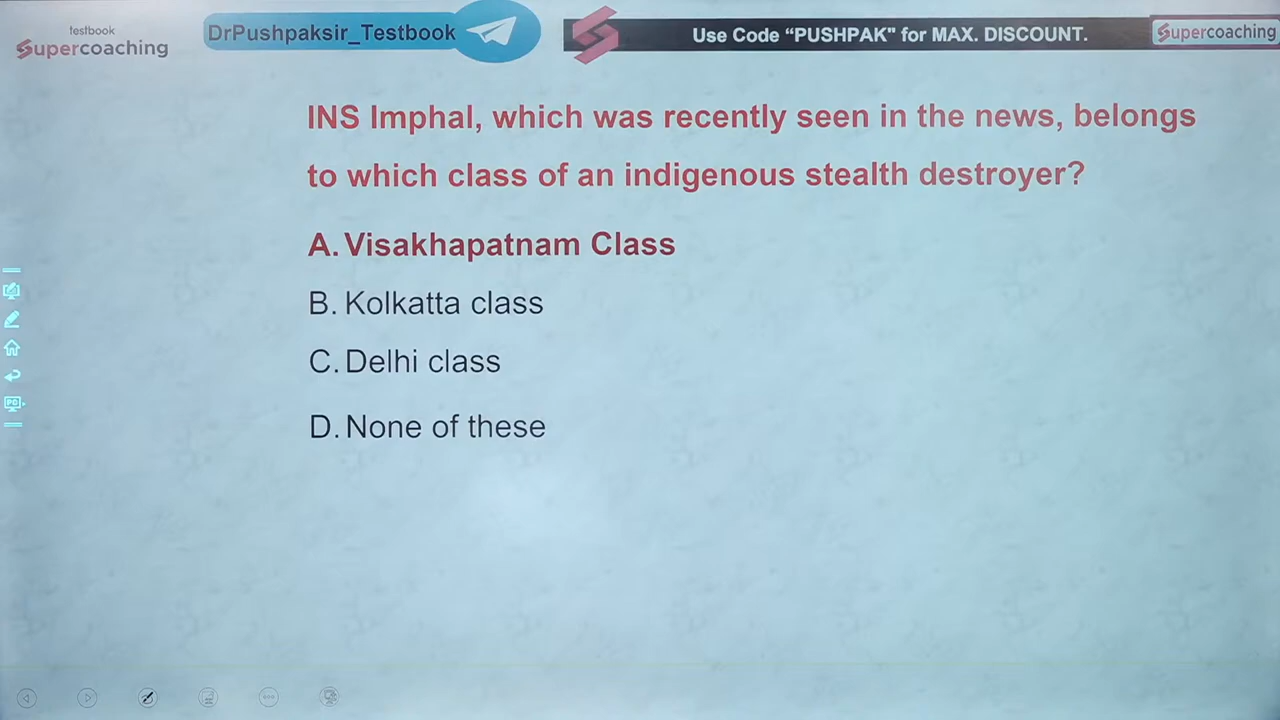 testbook
Supercoaching
DrPushpaksir_Testbook
Use Code “PUSHPAK" for MAX. DISCOUNT.
Supercoaching
INS Imphal, which was recently seen in the news, belongs
to which class of an indigenous stealth destroyer?
A. Visakhapatnam Class
B. Kolkatta class
C. Delhi class
D. None of these